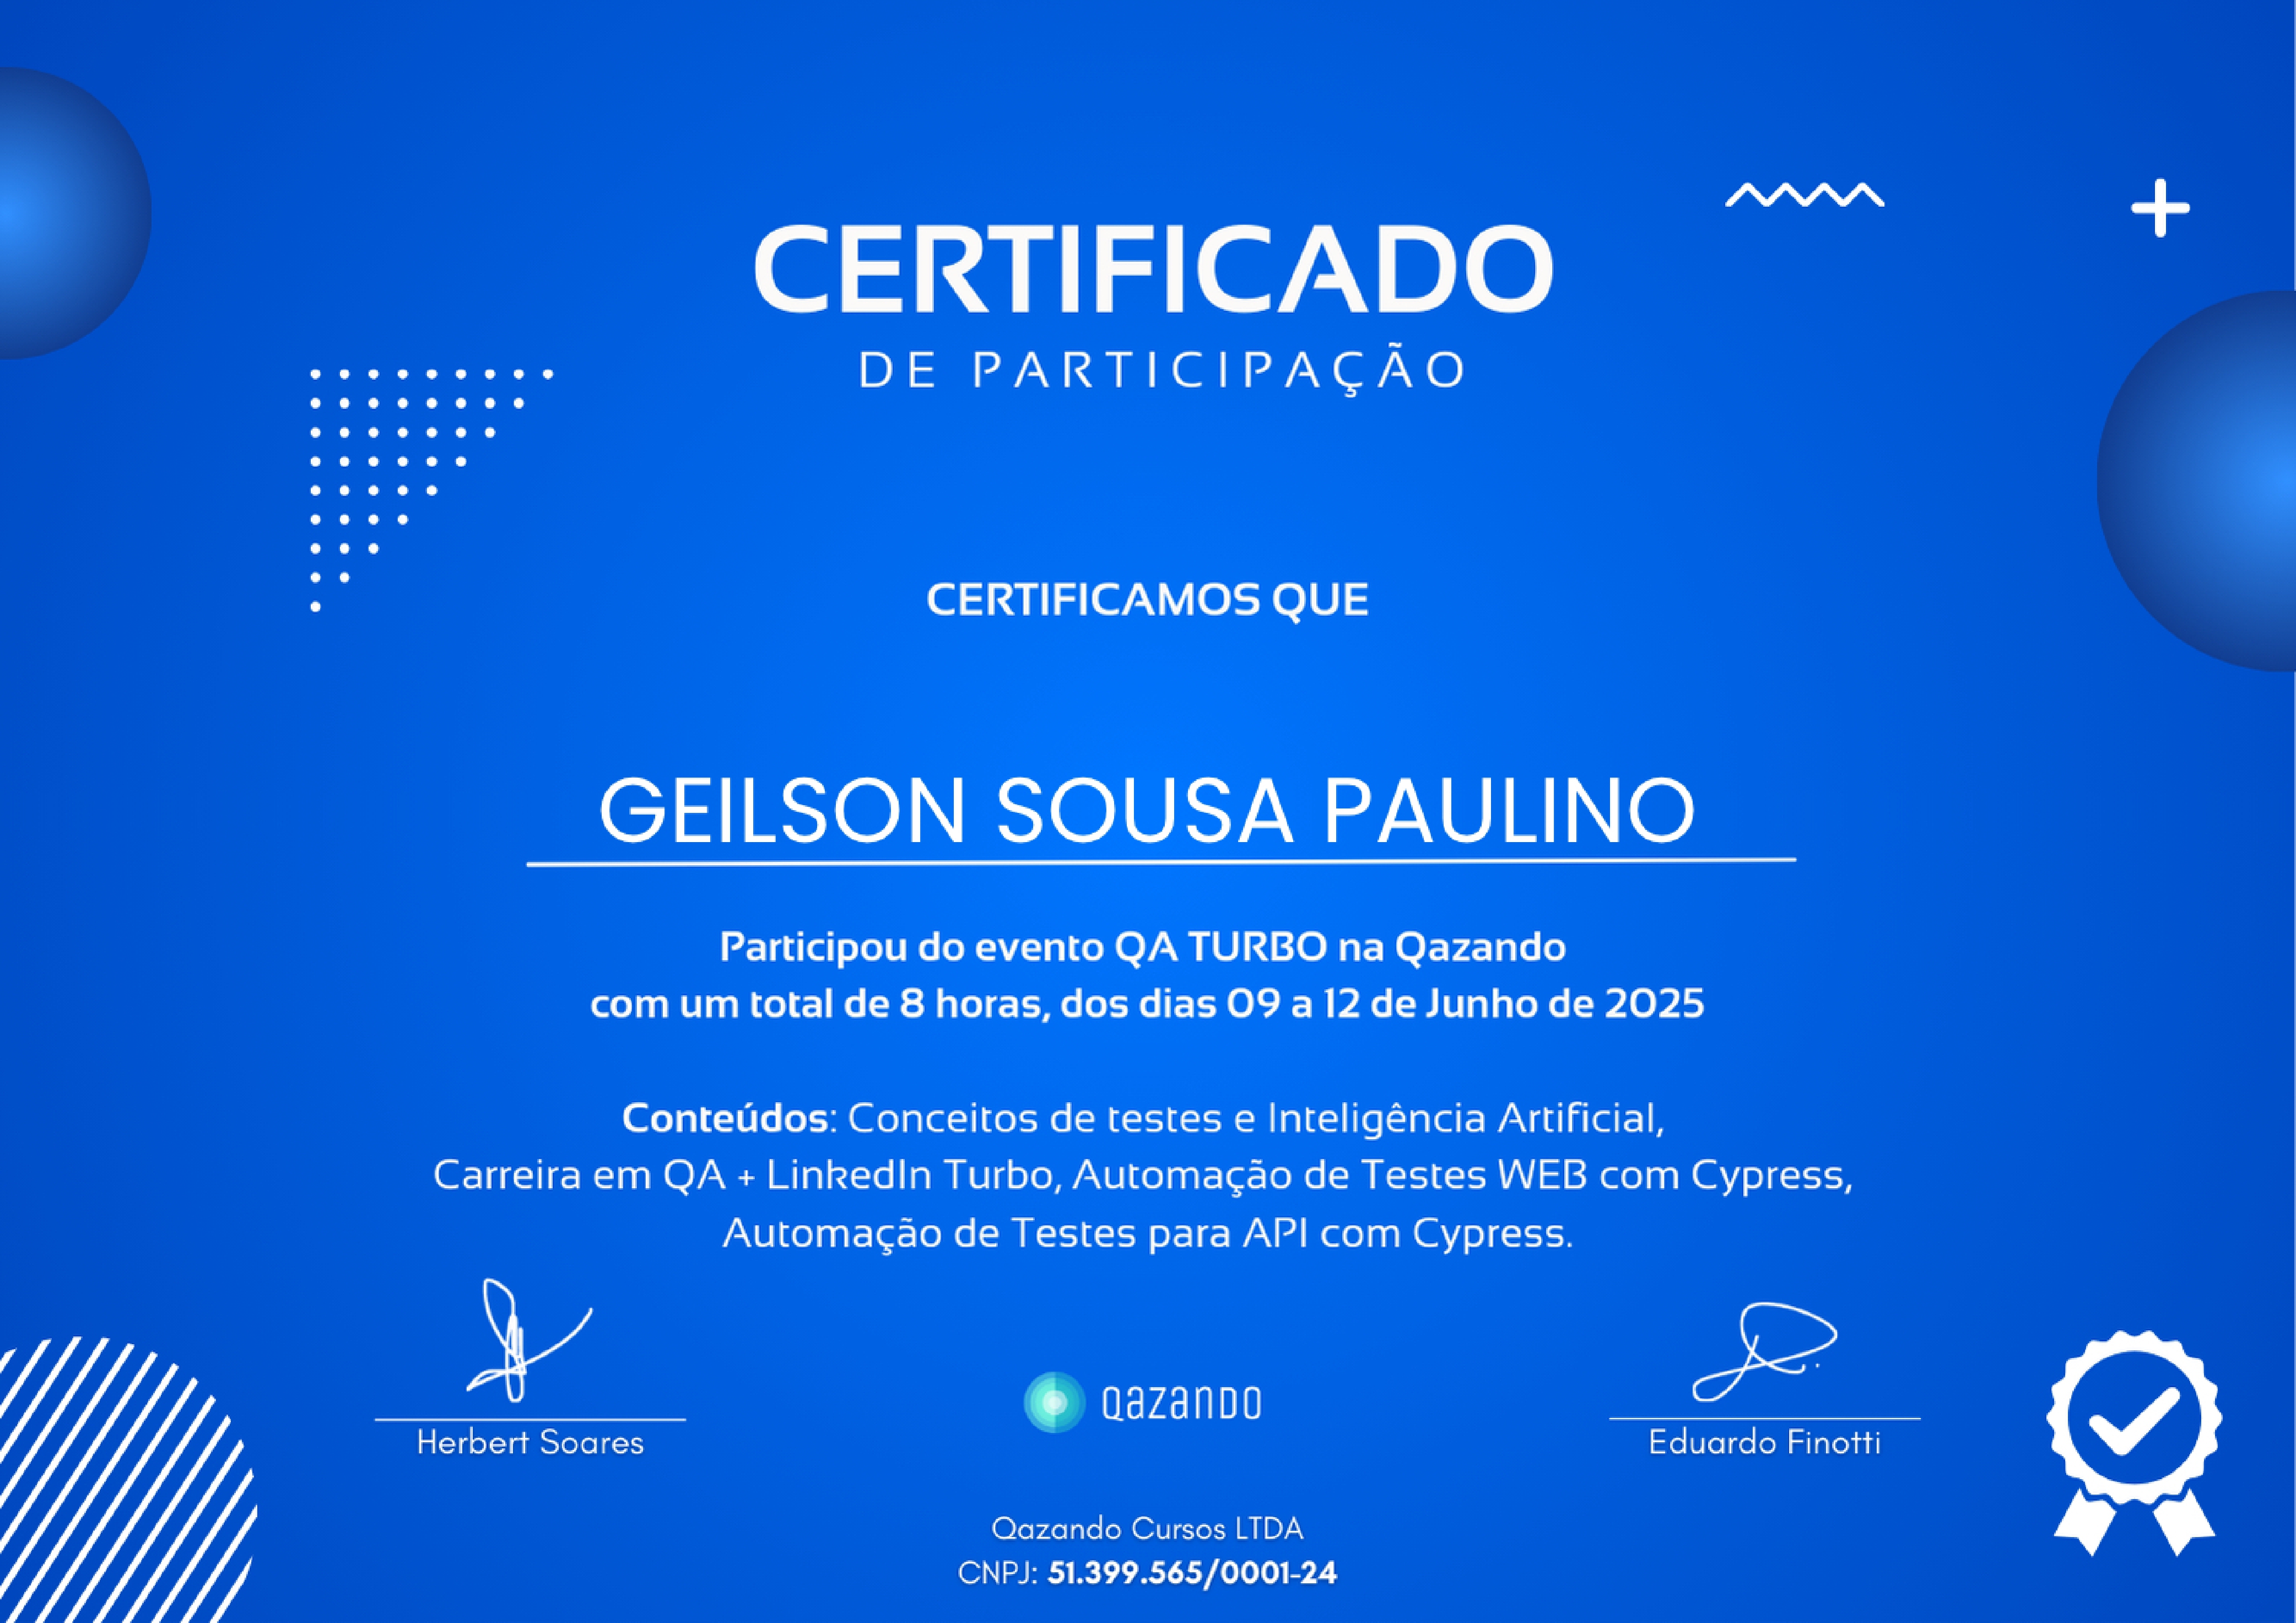 CERTIFICADO
DE PARTICIPAÇÃO
CERTIFICAMOS QUE
GEILSON SOUSA PAULINO
Participou do evento QA TURBO na Qazando
com um total de 8 horas, dos dias 09 a 12 de Junho de 2025
Conteúdos: Conceitos de testes e Inteligência Artificial,
Carreira em QA + LinkedIn Turbo, Automação de Testes WEB com Cypress,
Automação de Testes para API com Cypress.
Herbert Soares
qazando
Eduardo Finotti
Qazando Cursos LTDA
CNPJ: 51.399.565/0001-24